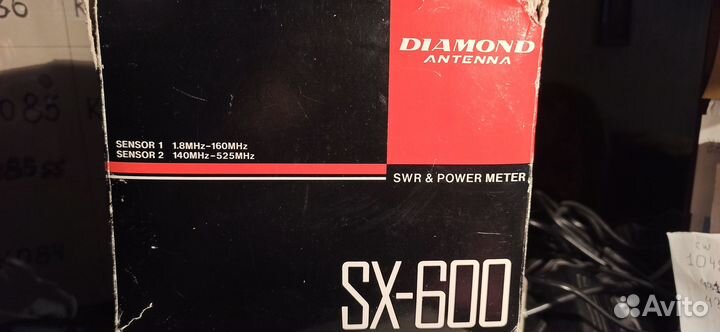 DIAMOND
ANTENNA
SENSOR 1 1.8MHz-160MHz
SENSOR 2 140MHz-525MHz
SWR & POWER METER
SX-600
Avito